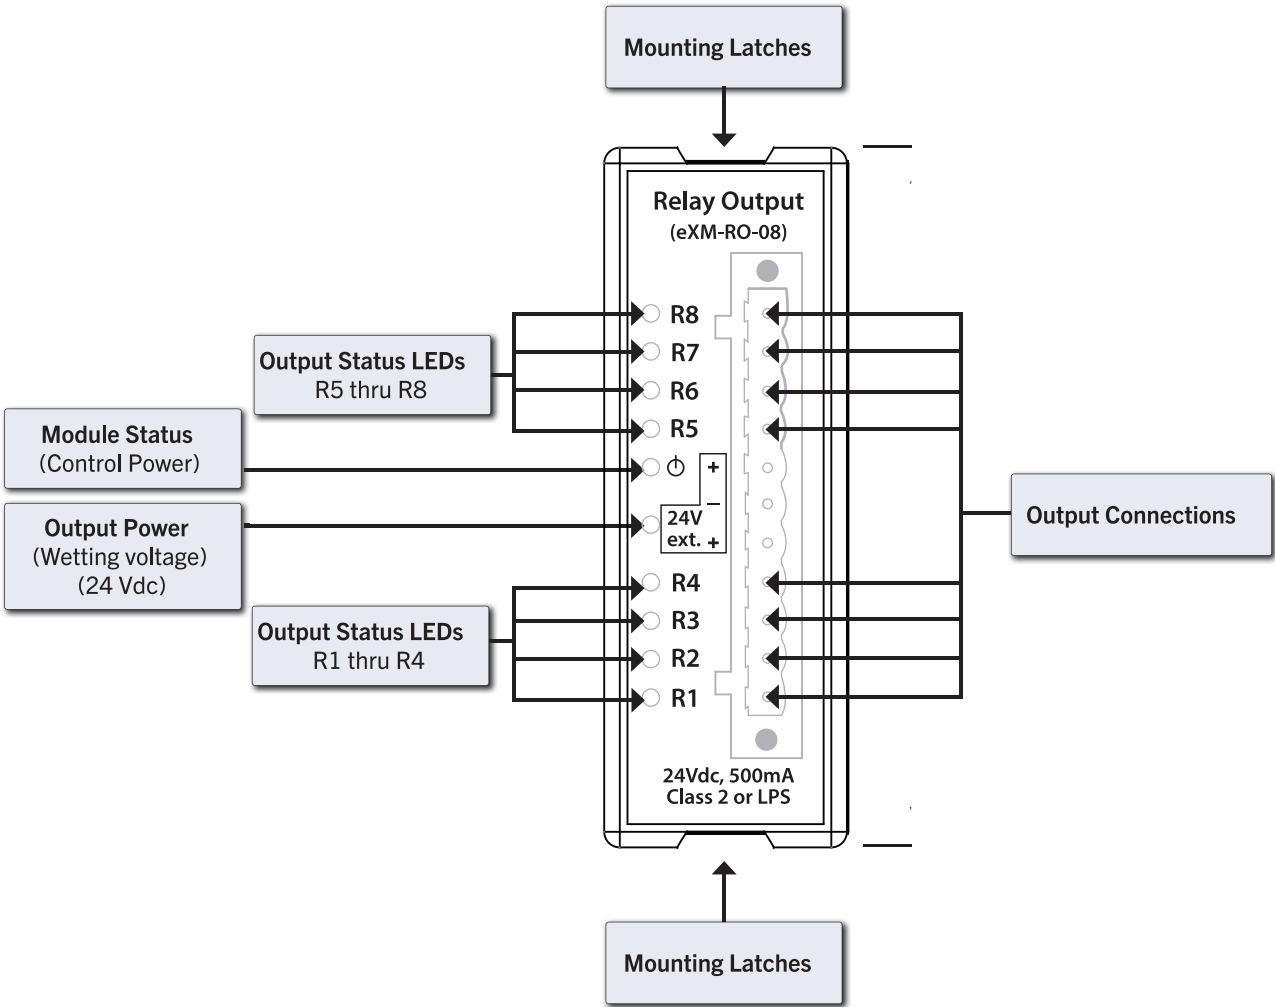 Mounting Latches
Relay Output
(eXM-RO-08)
Output Status LEDs
R5 thru R8
R8
R7
R6
R5
Module Status
(Control Power)
+
Output Power
(Wetting voltage)
(24 Vdc)
−
24V
ext. +
Output Connections
Output Status LEDs
R1 thru R4
R4
R3
R2
R1
24Vdc, 500mA
Class 2 or LPS
Mounting Latches